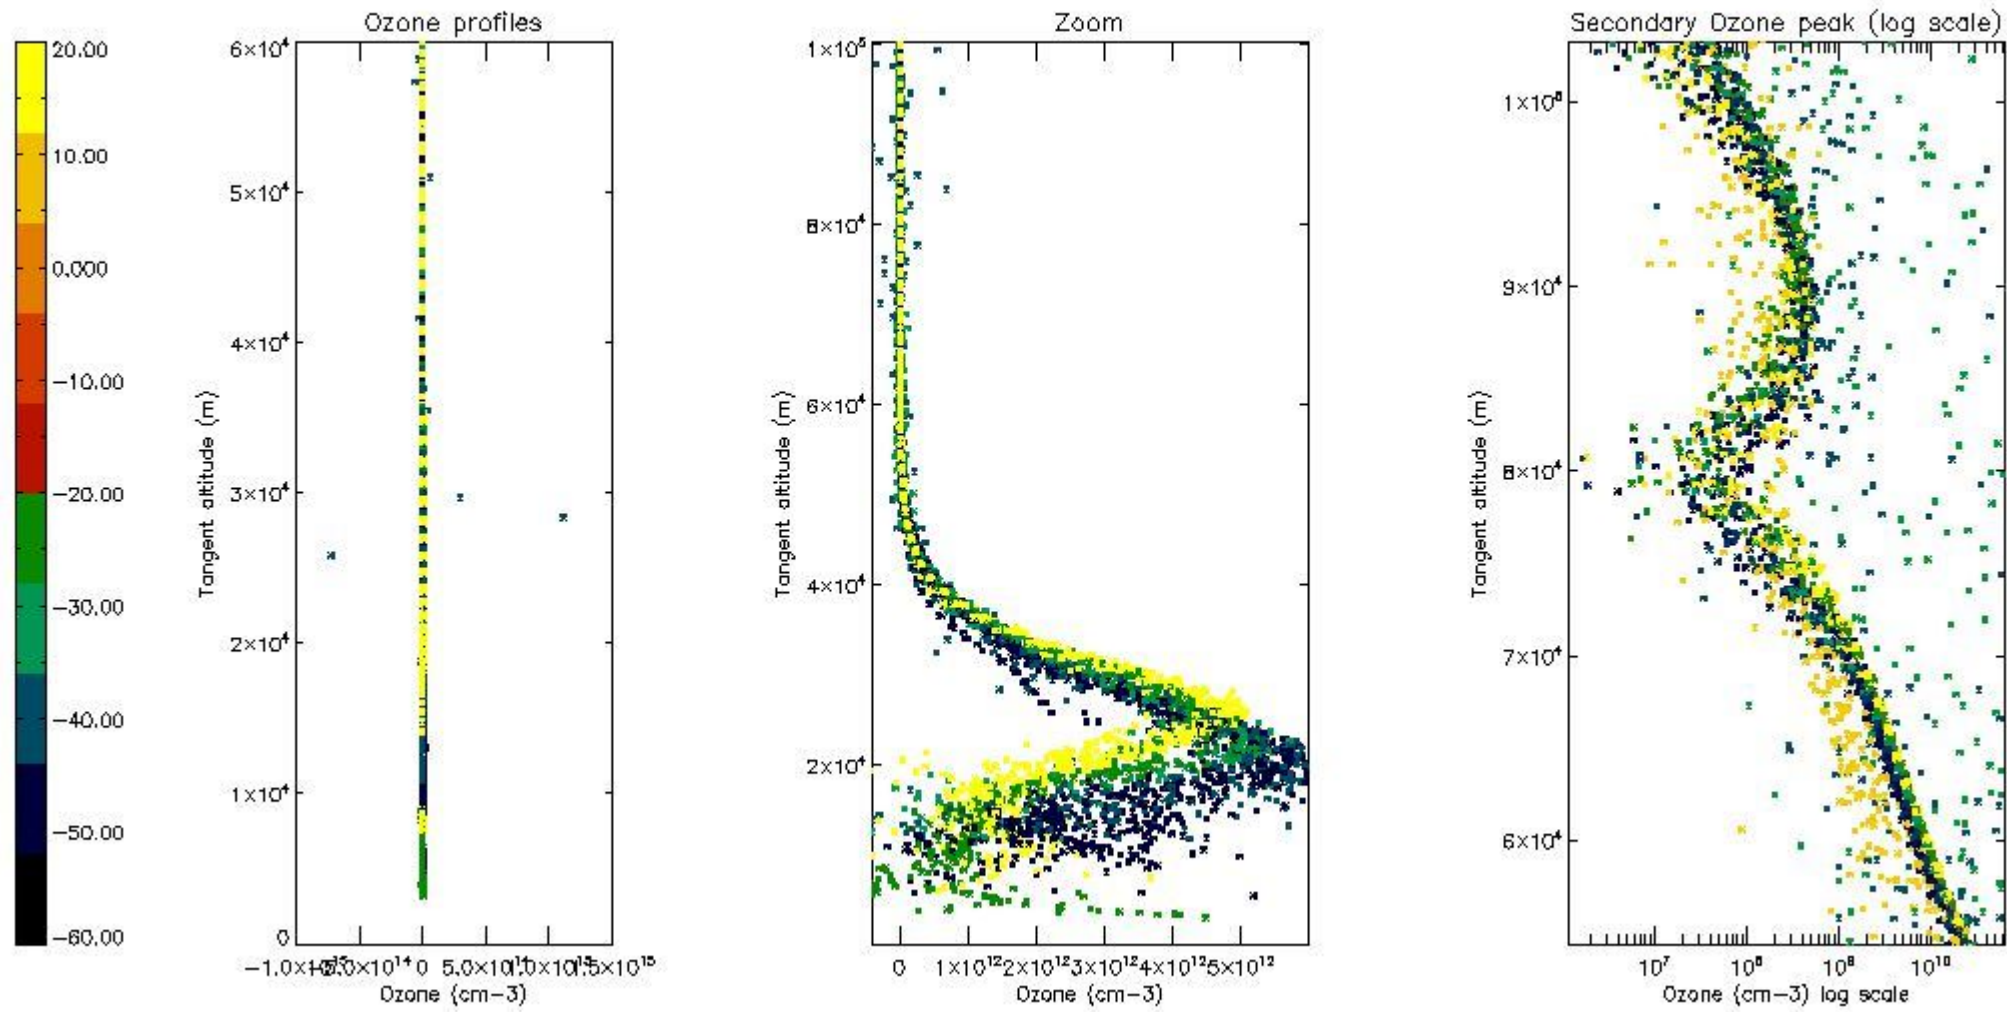 Ozone profiles
Zoom
Secondary Ozone peak (log scale)
20.00
10.00
0.000
−10.00
−20.00
−30.00
−40.00
−50.00
−60.00
6×10⁴
5×10⁴
4×10⁴
3×10⁴
2×10⁴
1×10⁴
0
Tangent altitude (m)
0 5.0×10¹⁴ 1.5×10¹⁵
Ozone (cm−3)
1×10⁵
8×10⁴
6×10⁴
4×10⁴
2×10⁴
Tangent altitude (m)
0 1×10¹² 2×10¹² 3×10¹² 4×10¹² 5×10¹²
Ozone (cm−3)
9×10⁴
8×10⁴
7×10⁴
6×10⁴
Tangent altitude (m)
10⁷ 10⁸ 10⁹ 10¹⁰
Ozone (cm−3) log scale